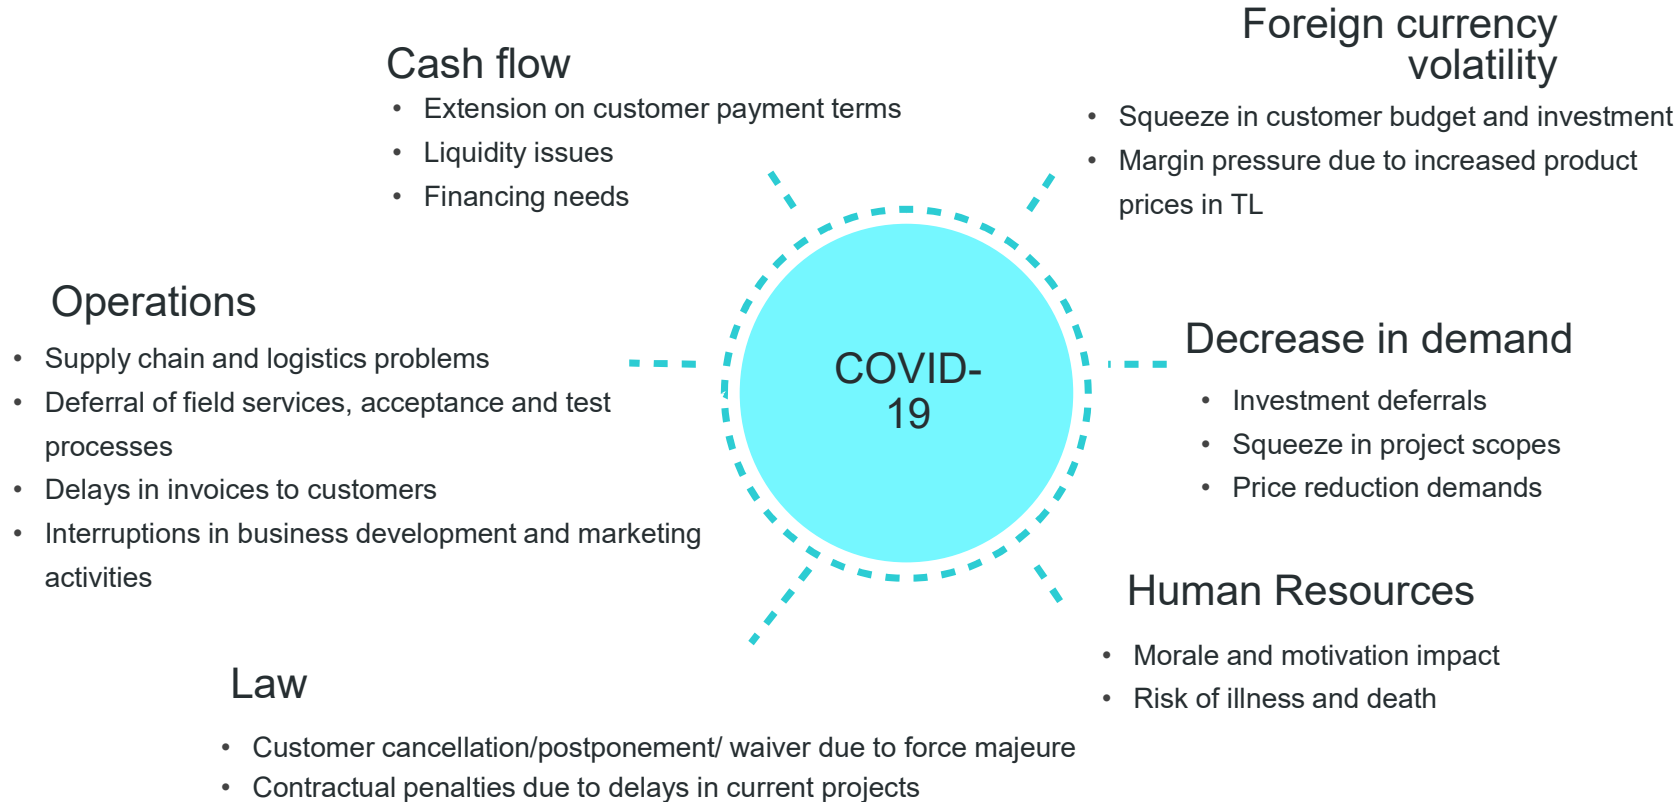 Cash flow
• Extension on customer payment terms
• Liquidity issues
• Financing needs
Foreign currency
volatility
• Squeeze in customer budget and investment
• Margin pressure due to increased product
prices in TL
Operations
• Supply chain and logistics problems
• Deferral of field services, acceptance and test
processes
• Delays in invoices to customers
• Interruptions in business development and marketing
activities
COVID-
19
Decrease in demand
• Investment deferrals
• Squeeze in project scopes
• Price reduction demands
Human Resources
• Morale and motivation impact
• Risk of illness and death
Law
• Customer cancellation/postponement/ waiver due to force majeure
• Contractual penalties due to delays in current projects